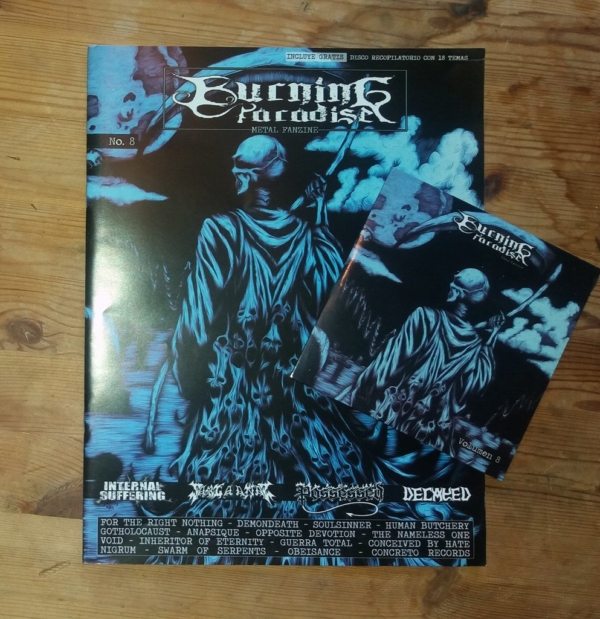 INCLUYE GRATIS DISCO RECOPILATORIO CON 18 TEMAS
Burning
Paradise
METAL FANZINE
No. 8
Burning
Paradise
Volumen 8
INTERNAL
SUFFERING
Possessed
DECAYED
FOR THE RIGHT NOTHING - DEMONDEATH - SOULSINNER - HUMAN BUTCHERY
GOTHOLOCAUST - ANAPSIQUE - OPPOSITE DEVOTION - THE NAMELESS ONE
VOID - INHERITOR OF ETERNITY - GUERRA TOTAL - CONCEIVED BY HATE
NIGRUM - SWARM OF SERPENTS - OBEISANCE - CONCRETO RECORDS